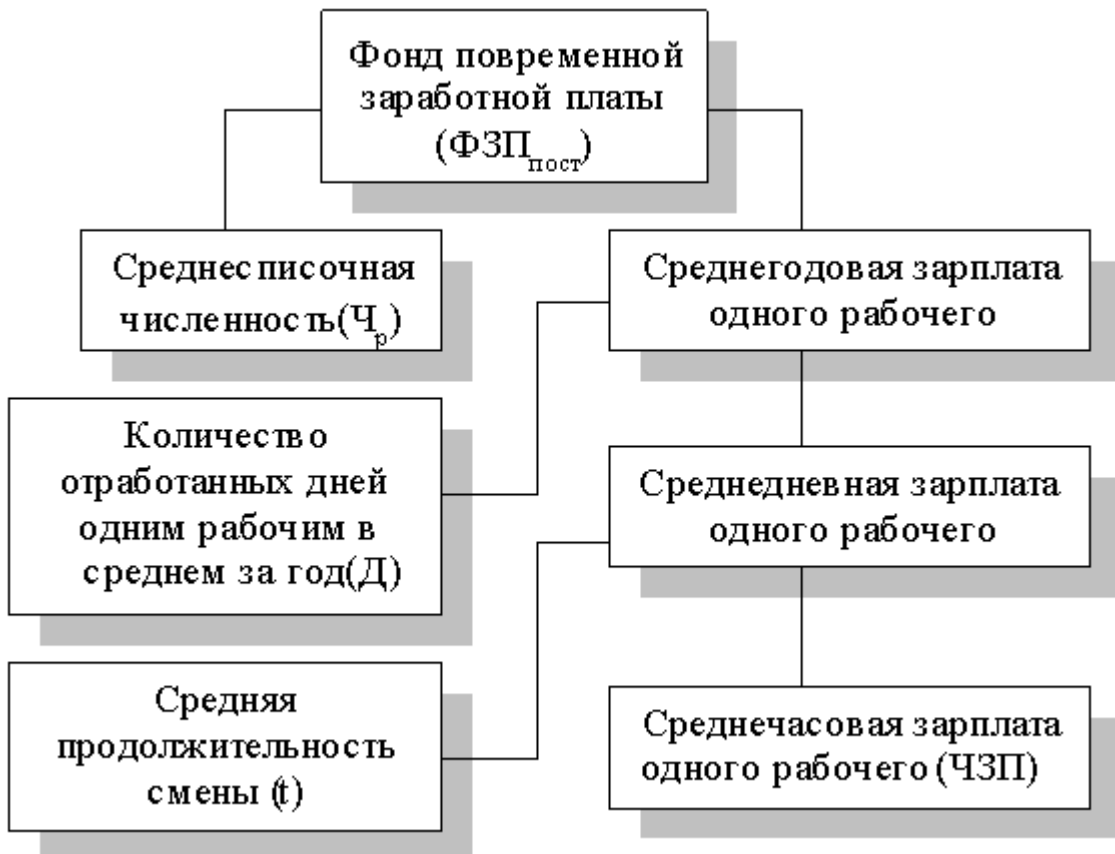 Фонд повременной
заработной платы
(ФЗПпост)
Среднесписочная
численность(Чр)
Среднегодовая зарплата
одного рабочего
Количество
отработанных дней
одним рабочим в
среднем за год(Д)
Среднедневная зарплата
одного рабочего
Средняя
продолжительность
смены (t)
Среднечасовая зарплата
одного рабочего (ЧЗП)